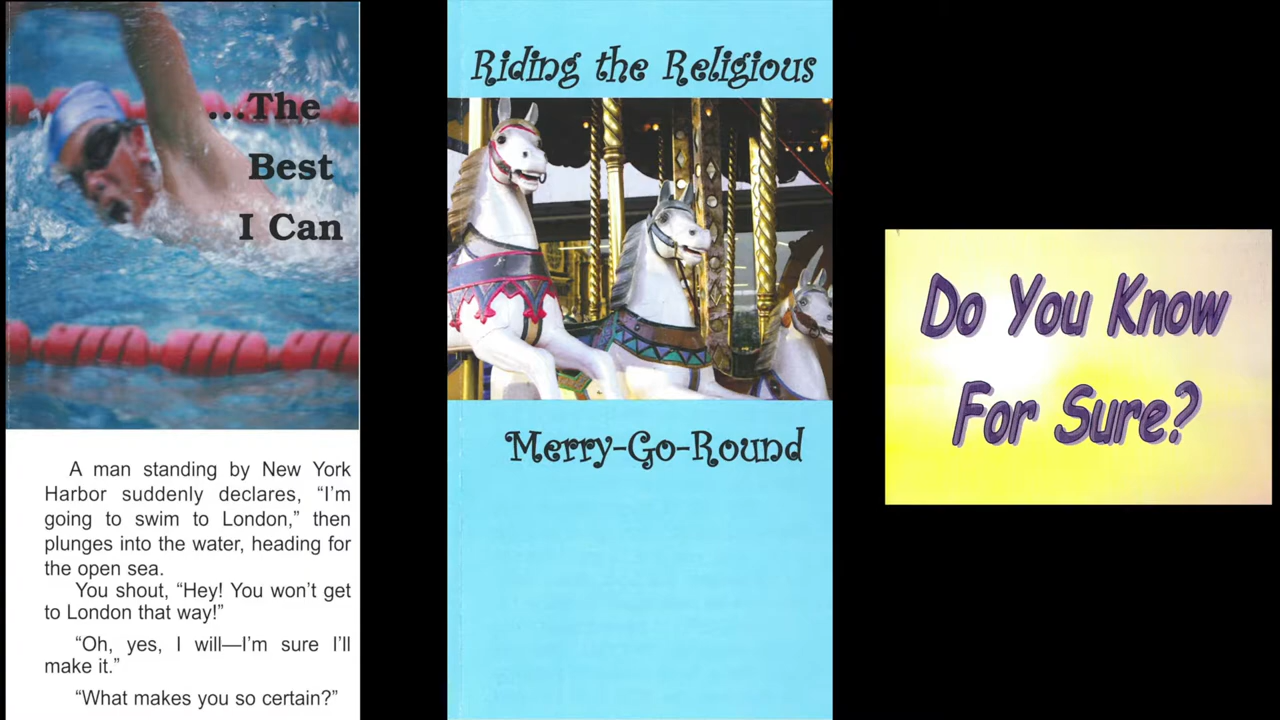 ...The
Best
I Can
A man standing by New York
Harbor suddenly declares, “I’m
going to swim to London,” then
plunges into the water, heading for
the open sea.
You shout, “Hey! You won’t get
to London that way!”
“Oh, yes, I will—I’m sure I’ll
make it.”
“What makes you so certain?”
Riding the Religious
Merry-Go-Round
Do You Know
For Sure?